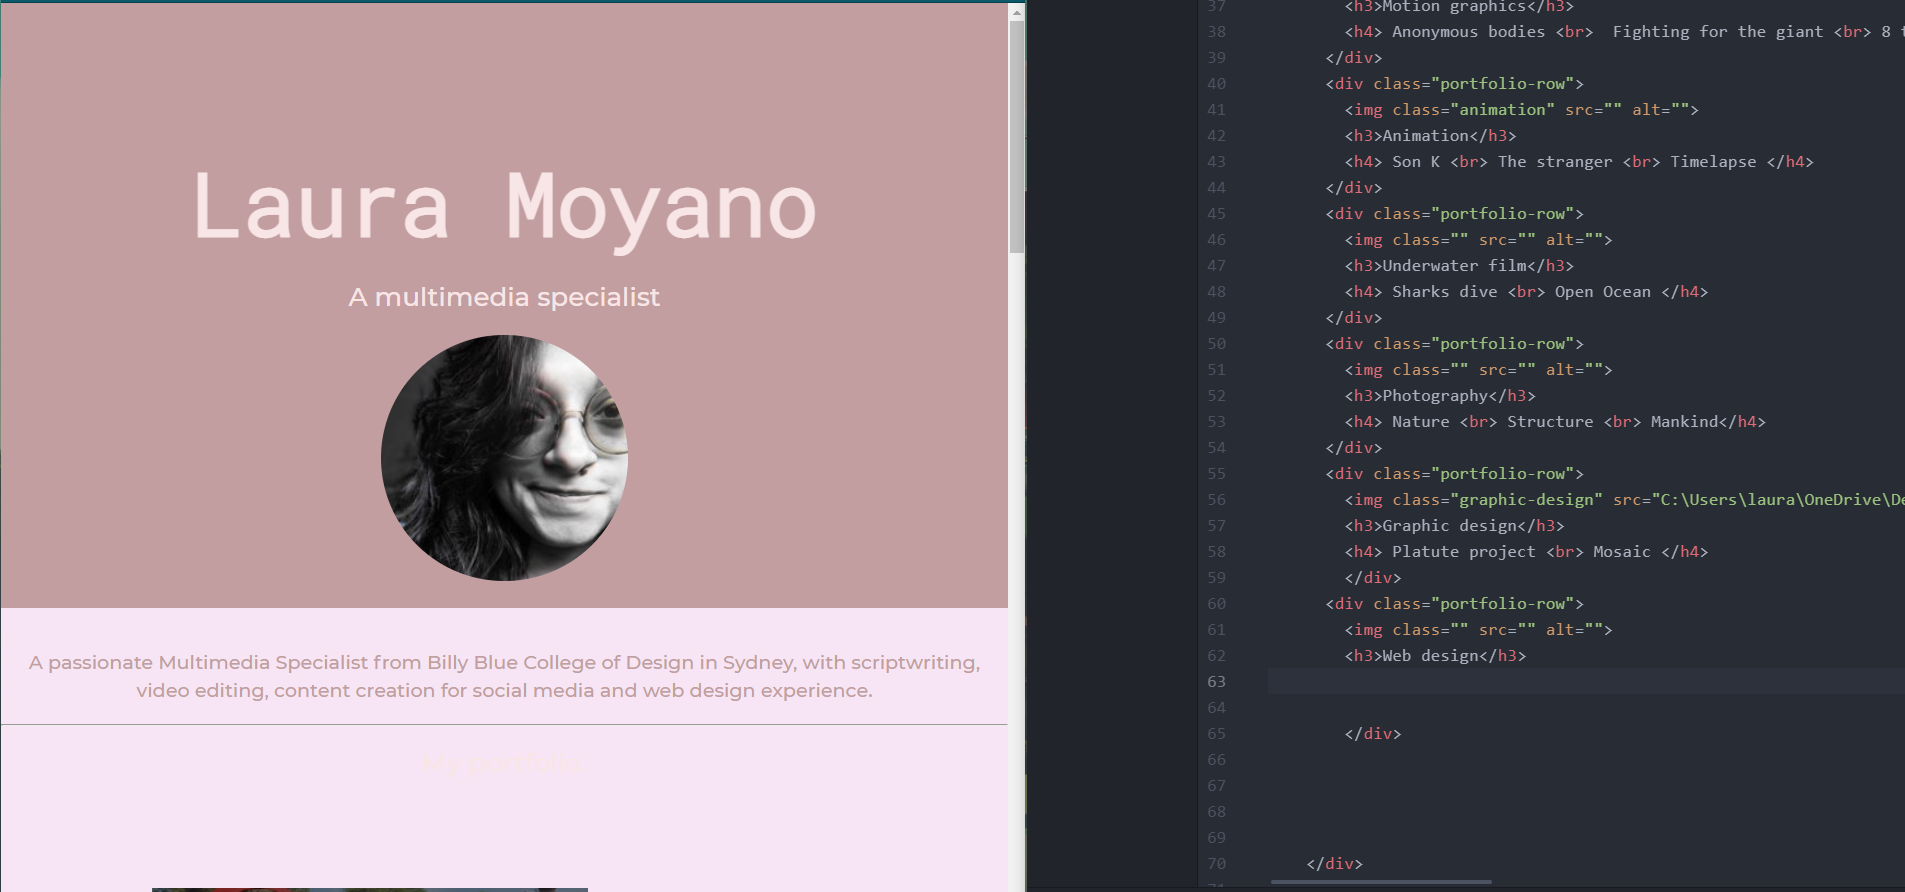 Laura Moyano
A multimedia specialist
A passionate Multimedia Specialist from Billy Blue College of Design in Sydney, with scriptwriting,
video editing, content creation for social media and web design experience.
My portfolio
37 <h3>Motion graphics</h3>
38 <h4> Anonymous bodies <br>  Fighting for the giant <br> 8
39 </div>
40 <div class="portfolio-row">
41 <img class="animation" src="" alt="">
42 <h3>Animation</h3>
43 <h4> Son K <br> The stranger <br> Timelapse </h4>
44 </div>
45 <div class="portfolio-row">
46 <img class="" src="" alt="">
47 <h3>Underwater film</h3>
48 <h4> Sharks dive <br> Open Ocean </h4>
49 </div>
50 <div class="portfolio-row">
51 <img class="" src="" alt="">
52 <h3>Photography</h3>
53 <h4> Nature <br> Structure <br> Mankind</h4>
54 </div>
55 <div class="portfolio-row">
56 <img class="graphic-design" src="C:\Users\laura\OneDrive\De
57 <h3>Graphic design</h3>
58 <h4> Platute project <br> Mosaic </h4>
59 </div>
60 <div class="portfolio-row">
61 <img class="" src="" alt="">
62 <h3>Web design</h3>
63
64
65 </div>
66
67
68
69
70 </div>